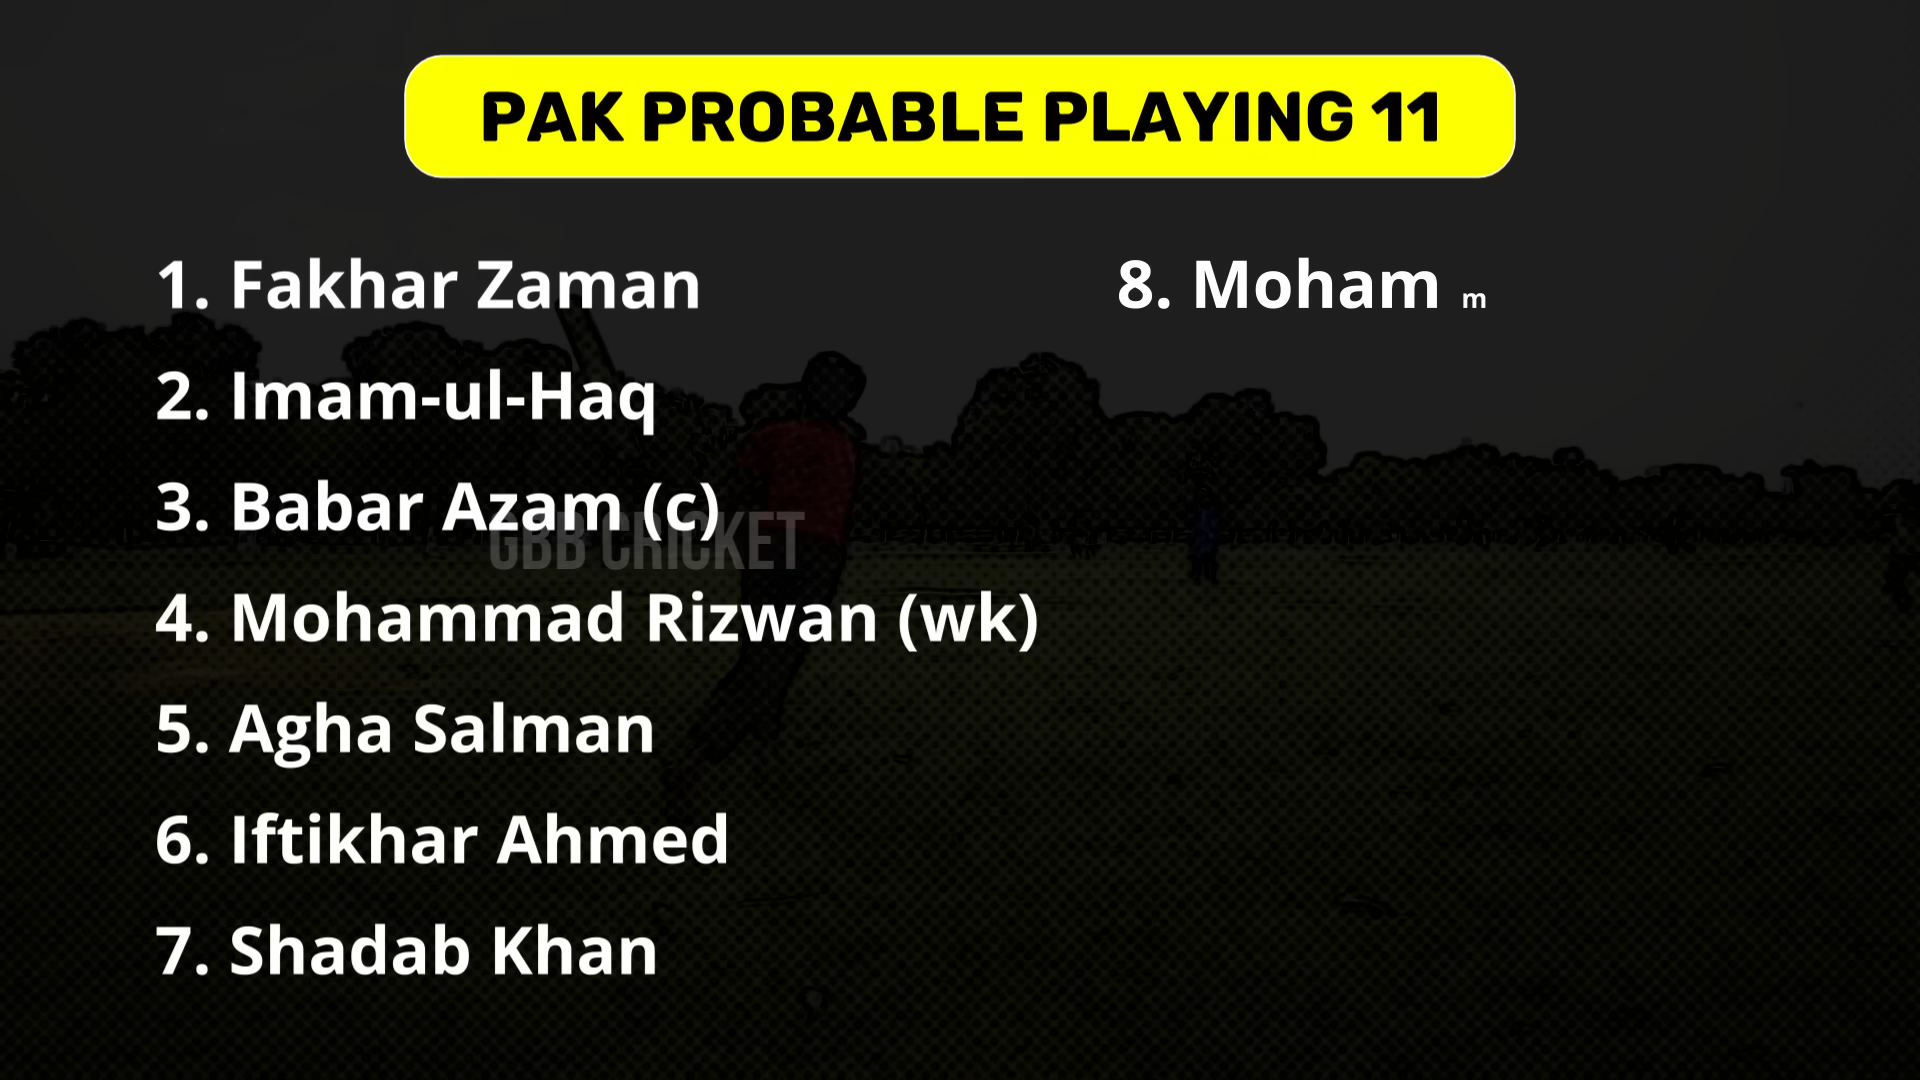 PAK PROBABLE PLAYING 11
1. Fakhar Zaman
2. Imam-ul-Haq
3. Babar Azam (c)
GBB CRICKET
4. Mohammad Rizwan (wk)
5. Agha Salman
6. Iftikhar Ahmed
7. Shadab Khan
8. Moham m